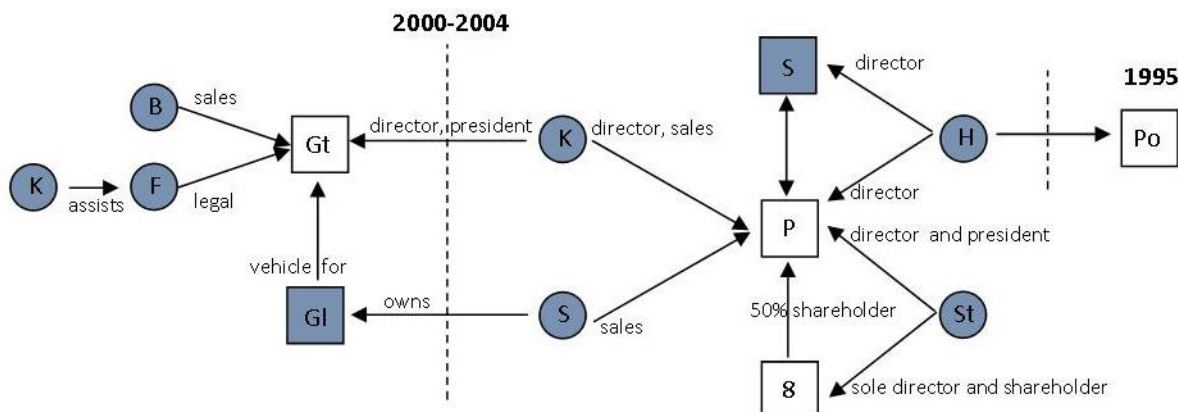 2000-2004
1995
S
director
B
sales
Gt
director, president
K
director, sales
H
Po
K
assists
F
legal
director
P
director and president
vehicle for
Gl
owns
S
sales
50% shareholder
St
8
sole director and shareholder